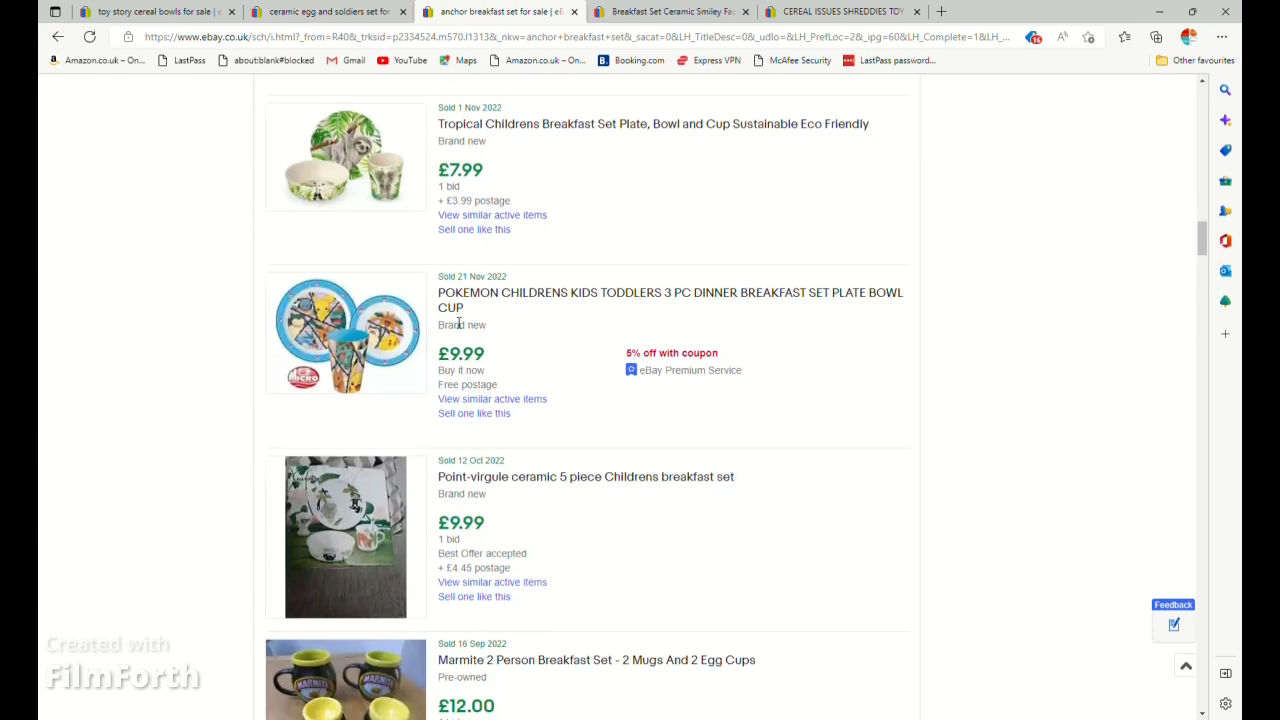 toy story cereal bowls for sale | e
ceramic egg and soldiers set for
anchor breakfast set for sale | eB
Breakfast Set Ceramic Smiley Fac
CEREAL ISSUES SHREDDIES TOY
https://www.ebay.co.uk/sch/i.html?_from=R40&_trksid=p2334524.m570.l1313&_nkw=anchor+breakfast+set&_sacat=0&LH_TitleDesc=0&_udlo=&LH_PrefLoc=2&_ipg=60&LH_Complete=1&LH_...
16
Amazon.co.uk – On...
LastPass
about:blank#blocked
Gmail
YouTube
Maps
Amazon.co.uk – On...
Booking.com
Express VPN
McAfee Security
LastPass password...
Other favourites
Sold 1 Nov 2022
Tropical Childrens Breakfast Set Plate, Bowl and Cup Sustainable Eco Friendly
Brand new
£7.99
1 bid
+ £3.99 postage
View similar active items
Sell one like this
Sold 21 Nov 2022
POKEMON CHILDRENS KIDS TODDLERS 3 PC DINNER BREAKFAST SET PLATE BOWL
CUP
Brand new
£9.99
5% off with coupon
Buy it now
eBay Premium Service
Free postage
View similar active items
Sell one like this
MICRO
Sold 12 Oct 2022
Point-virgule ceramic 5 piece Childrens breakfast set
Brand new
£9.99
1 bid
Best Offer accepted
+ £4.45 postage
View similar active items
Sell one like this
Feedback
Sold 16 Sep 2022
Marmite 2 Person Breakfast Set - 2 Mugs And 2 Egg Cups
Pre-owned
£12.00
MARMITE
MARMITE
Created with
FilmForth